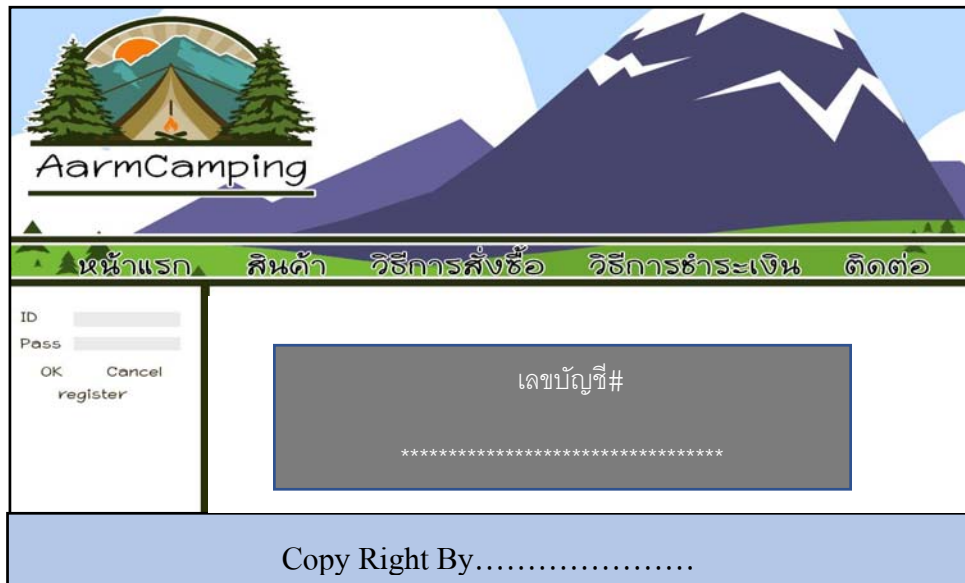 AarmCamping
หน้าแรก สินค้า วิธีการสั่งซื้อ วิธีการชำระเงิน ติดต่อ
ID
Pass
OK Cancel
register
เลขบัญชี#
**********************************
Copy Right By…………………